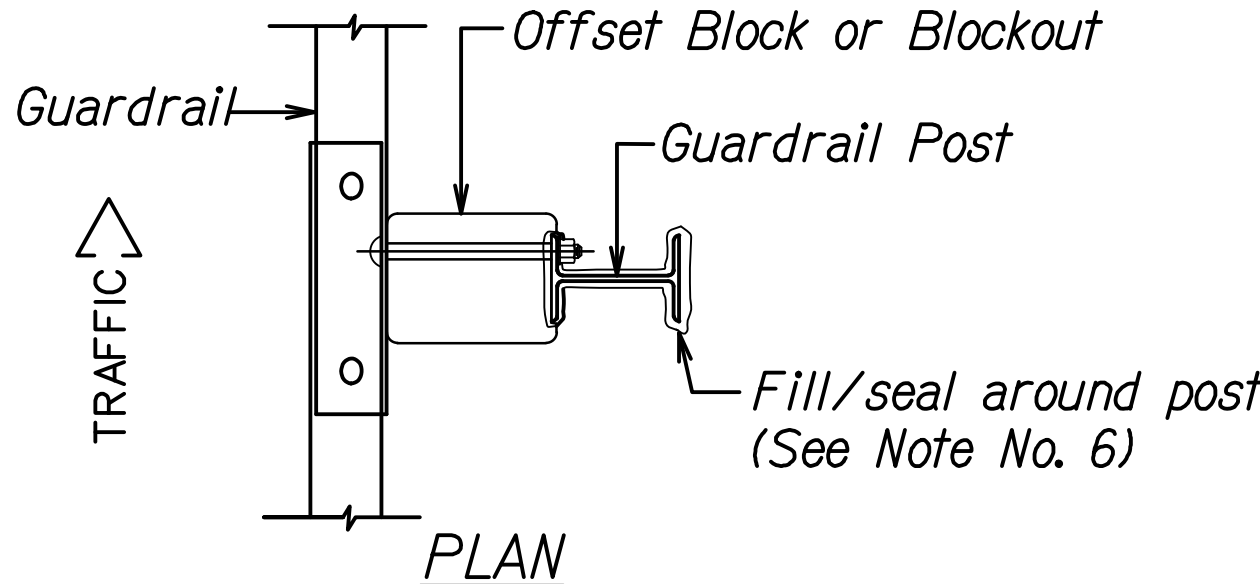 Offset Block or Blockout
Guardrail
Guardrail Post
TRAFFIC
Fill/seal around post
(See Note No. 6)
PLAN